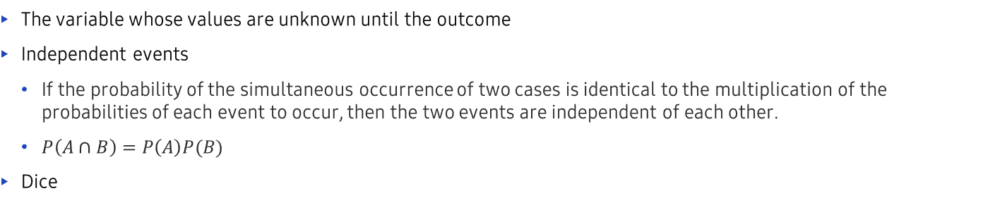 ▸ The variable whose values are unknown until the outcome
▸ Independent events
• If the probability of the simultaneous occurrence of two cases is identical to the multiplication of the
probabilities of each event to occur, then the two events are independent of each other.
• P(A ∩ B) = P(A)P(B)
▸ Dice